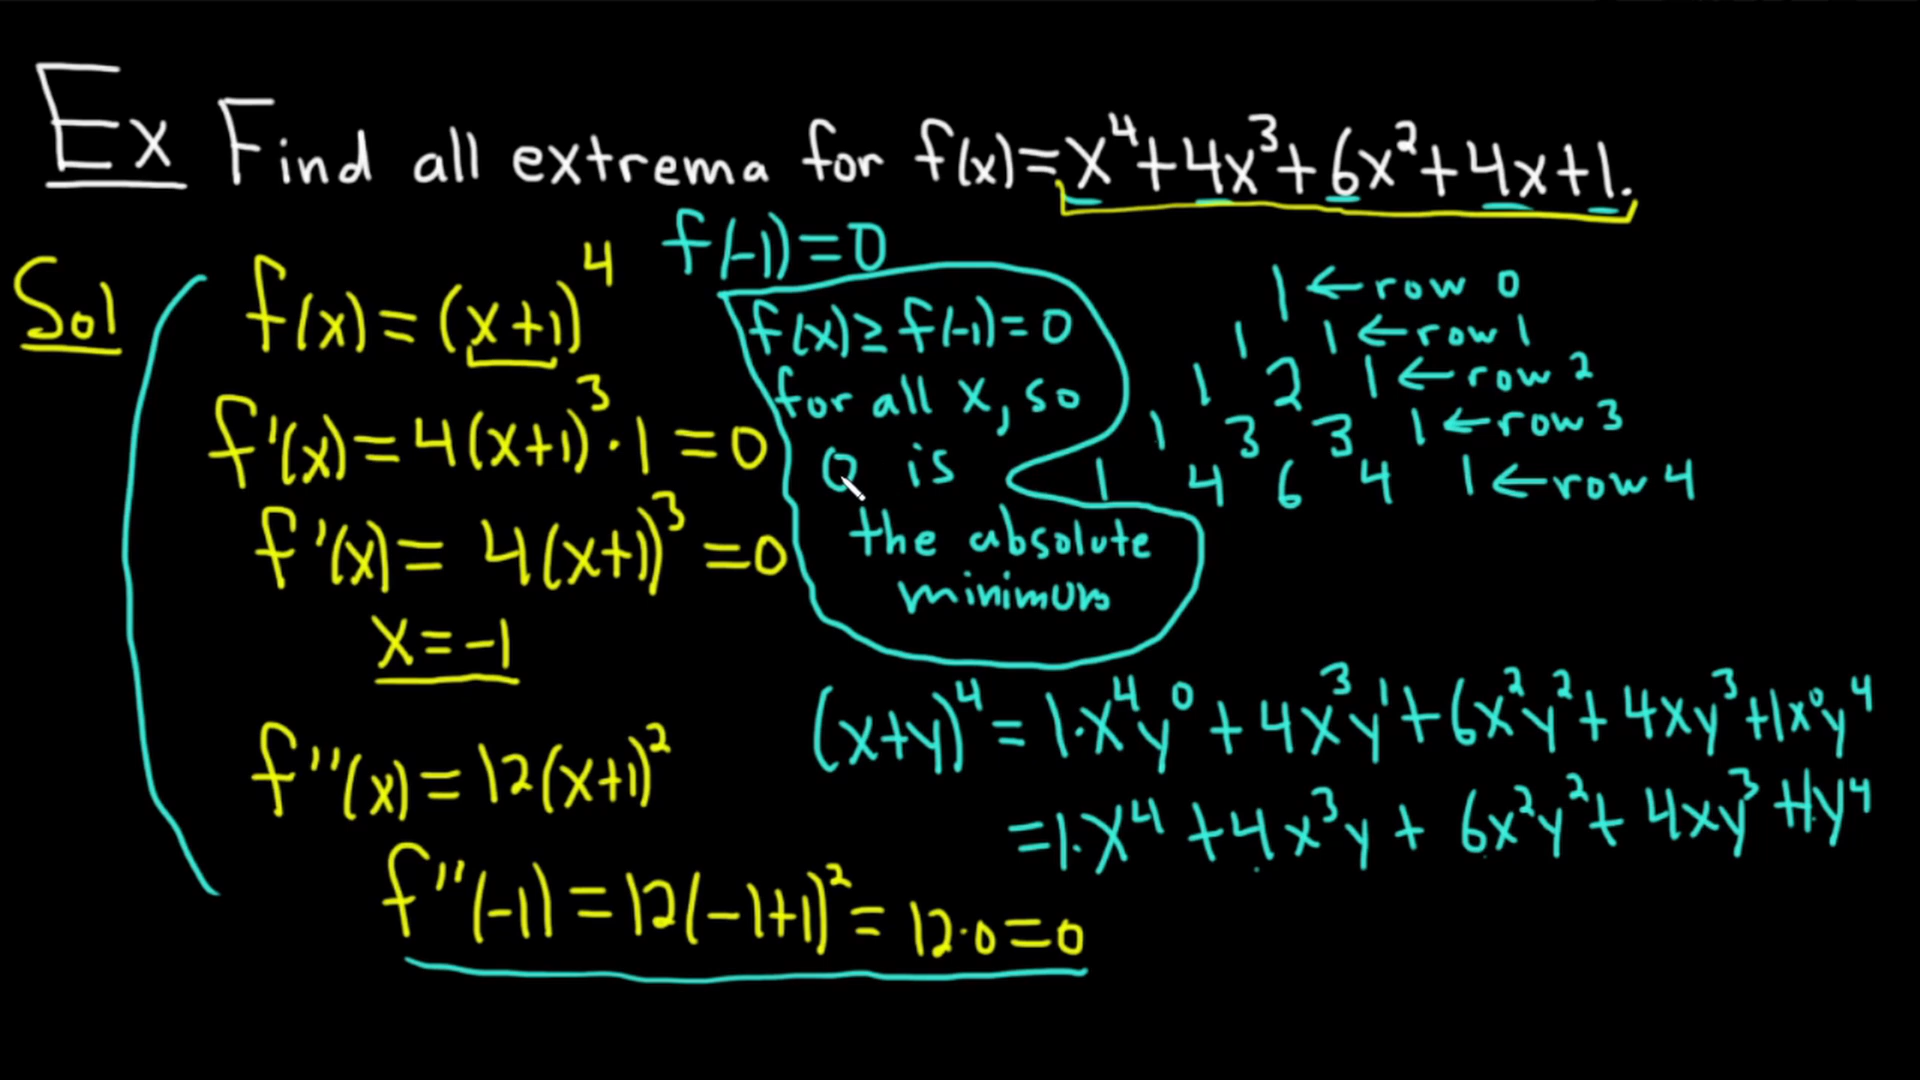 Ex Find all extrema for f(x)=x⁴+4x³+6x²+4x+1.
Sol
f(x)=(x+1)⁴
f'(x)=4(x+1)³·1=0
f'(x)=4(x+1)³=0
x=-1
f''(x)=12(x+1)²
f''(-1)=12(-1+1)²=12·0=0
f(-1)=0
f(x)≥f(-1)=0
for all x, so
0 is
the absolute
minimum
1 ←row 0
1 1 ←row 1
1 2 1 ←row 2
1 3 3 1 ←row 3
1 4 6 4 1 ←row 4
(x+y)⁴=1·x⁴y⁰+4x³y¹+6x²y²+4xy³+1x⁰y⁴
=1·x⁴+4x³y+6x²y²+4xy³+1y⁴